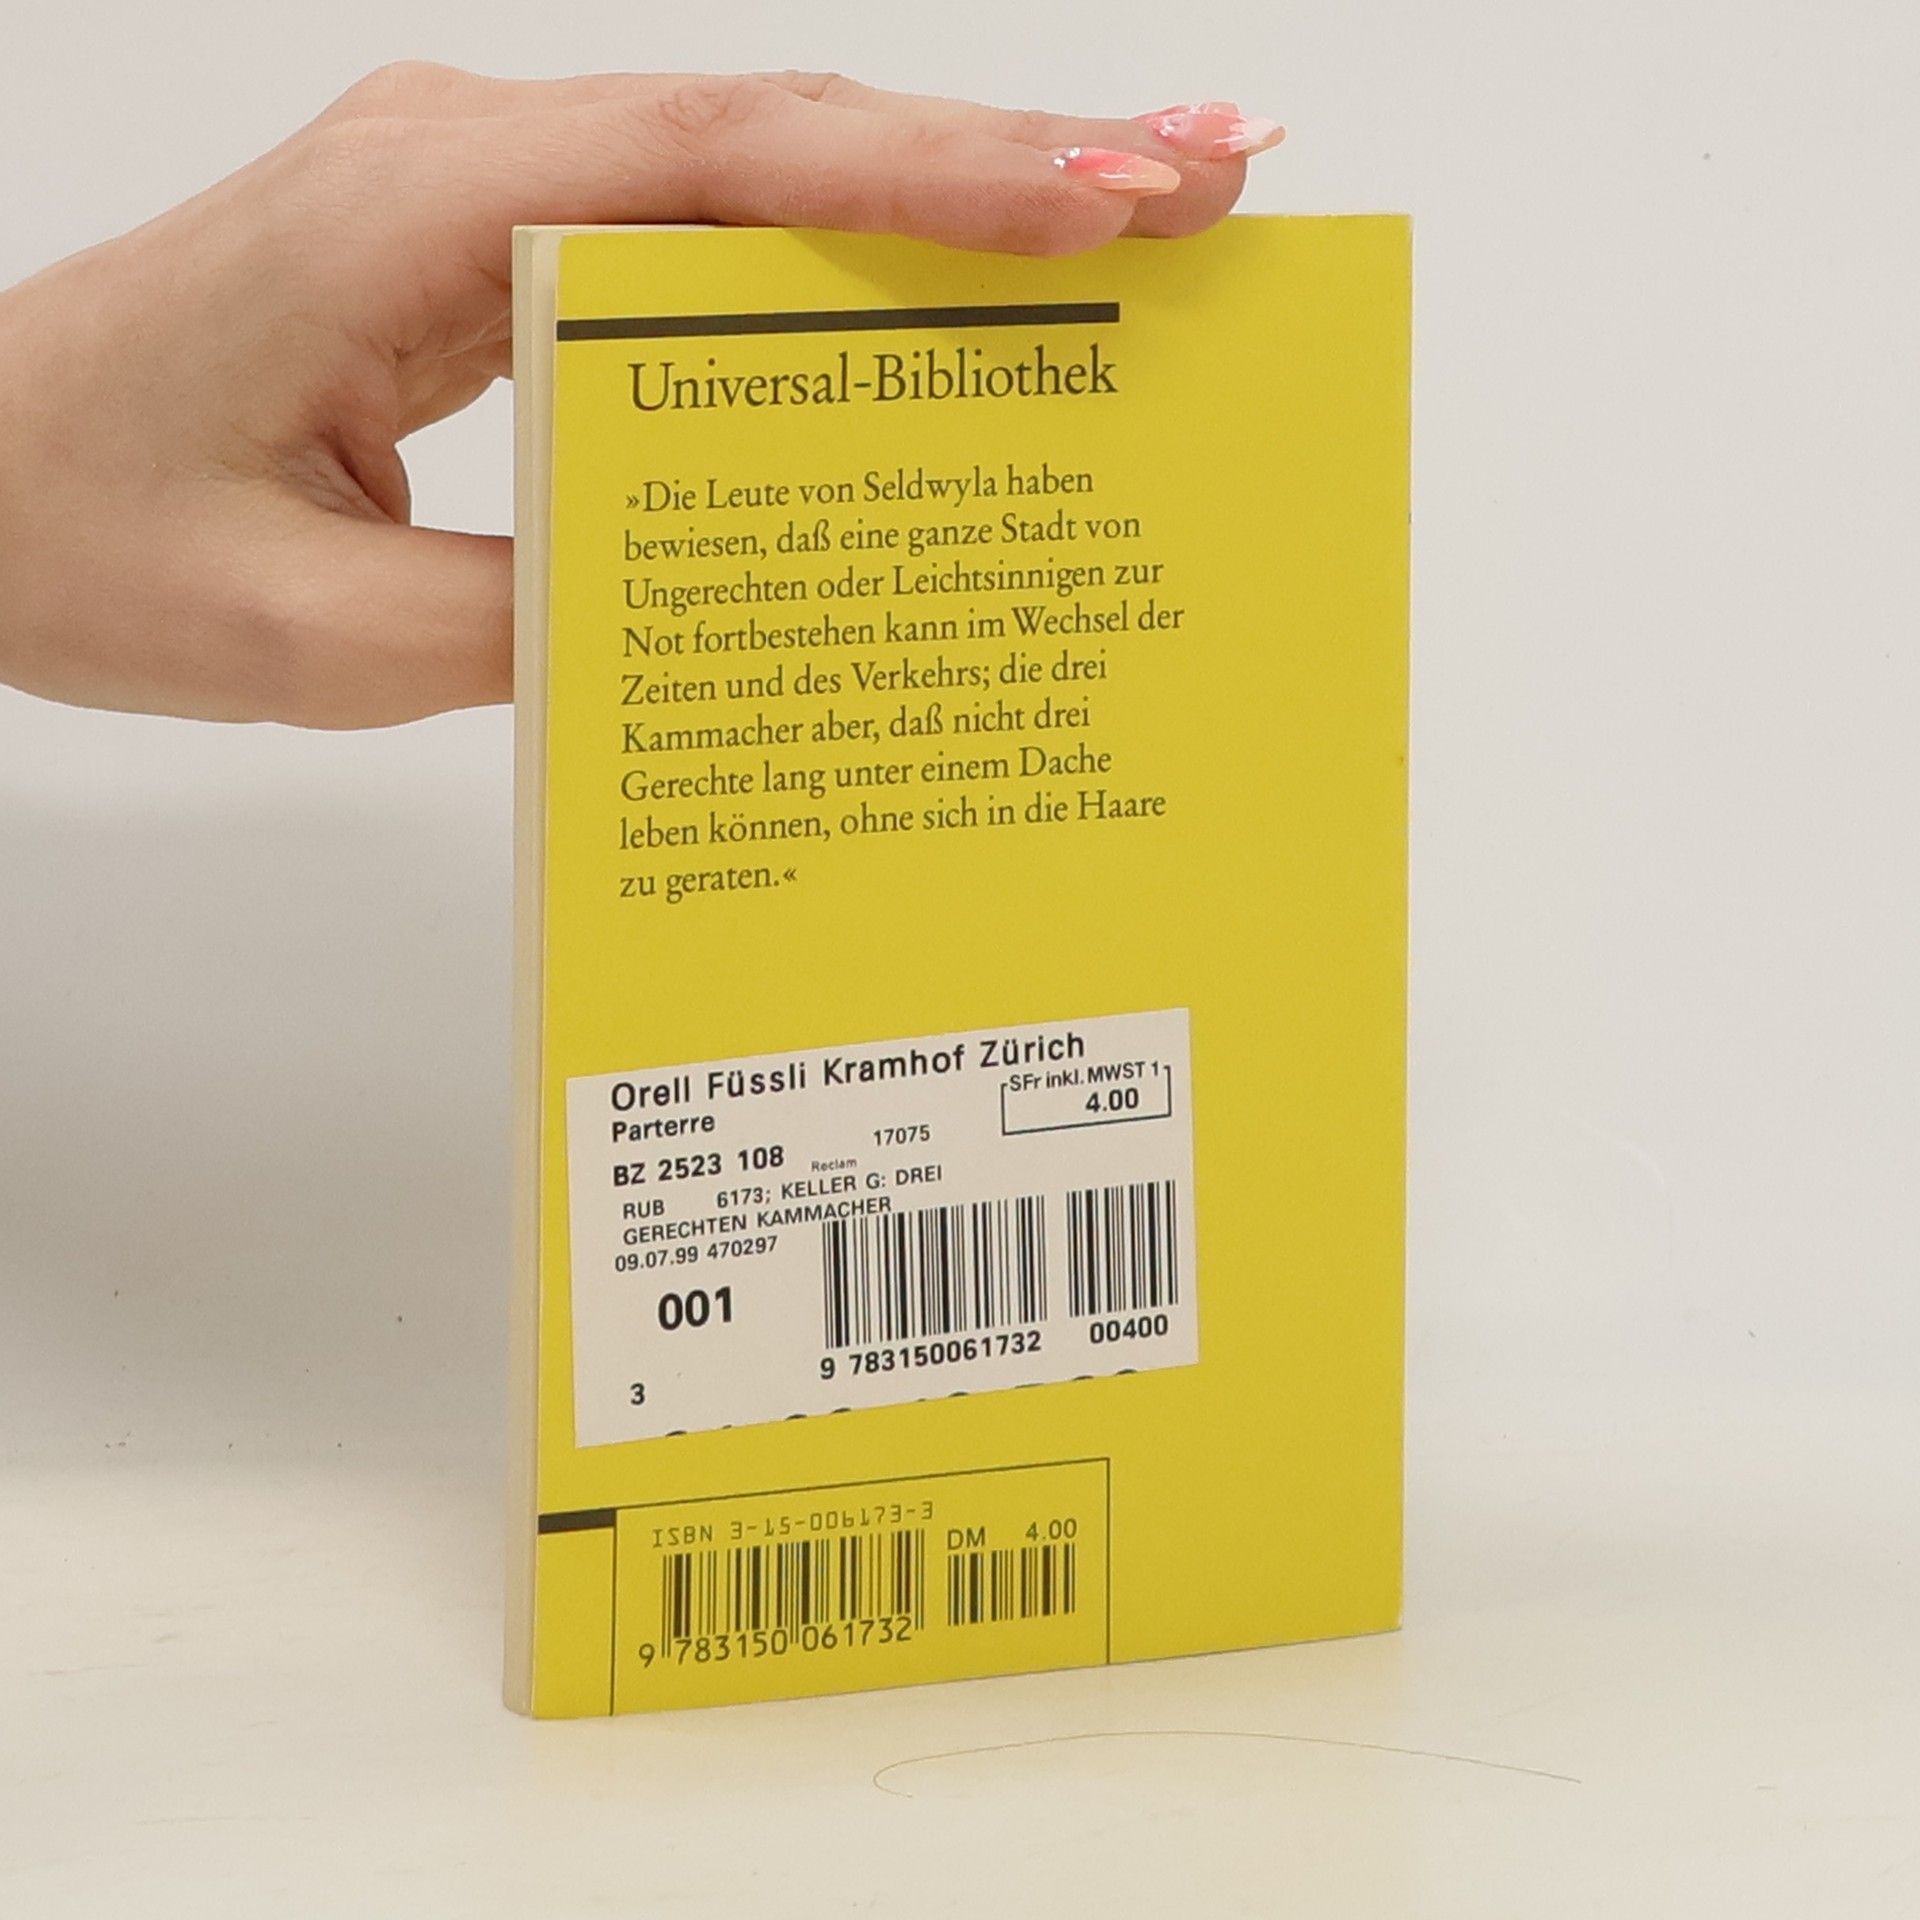 Universal-Bibliothek
»Die Leute von Seldwyla haben
bewiesen, daß eine ganze Stadt von
Ungerechten oder Leichtsinnigen zur
Not fortbestehen kann im Wechsel der
Zeiten und des Verkehrs; die drei
Kammacher aber, daß nicht drei
Gerechte lang unter einem Dache
leben können, ohne sich in die Haare
zu geraten.«
Orell Füssli Kramhof Zürich
Parterre
SFr inkl. MWST 1
4.00
BZ 2523 108
17075
Reclam
RUB 6173; KELLER G: DREI
GERECHTEN KAMMACHER
09.07.99 470297
001
9 783150061732
00400
3
ISBN 3-15-006173-3
DM 4.00
9 783150 061732